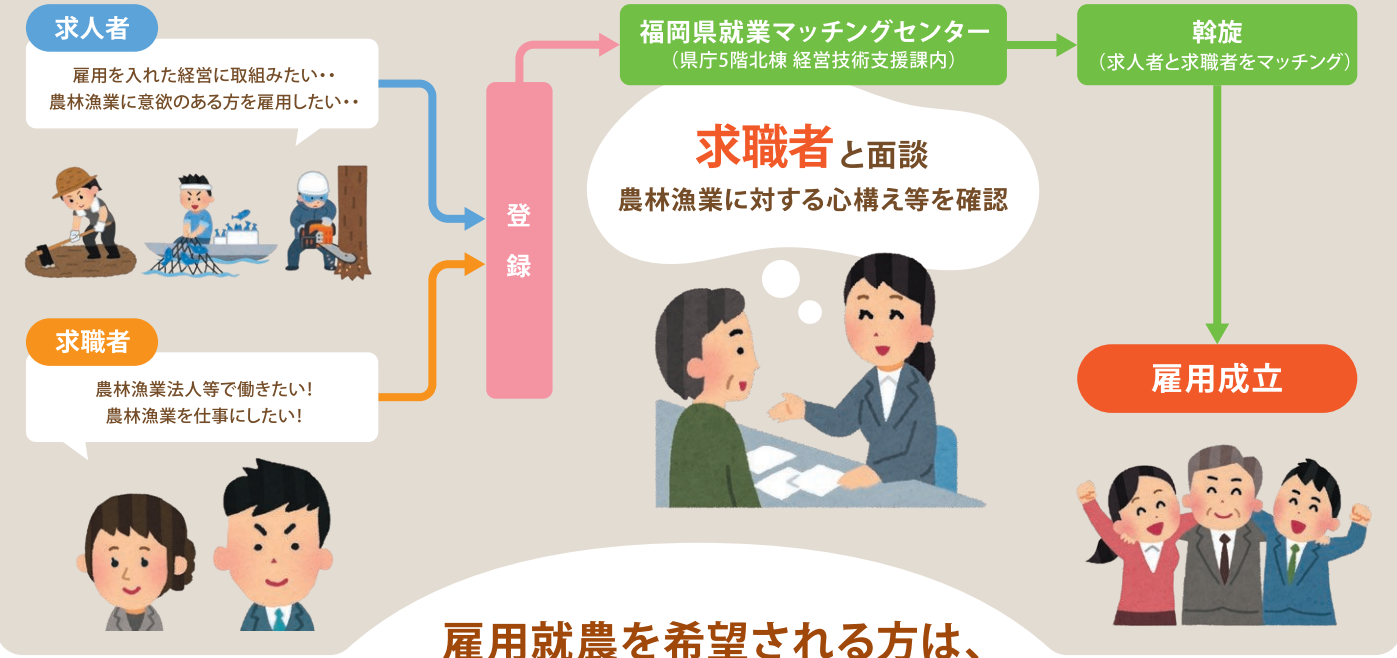 求人者
雇用を入れた経営に取組みたい・・
農林漁業に意欲のある方を雇用したい・・
求職者
農林漁業法人等で働きたい！
農林漁業を仕事にしたい！
登
録
福岡県就業マッチングセンター
（県庁5階北棟 経営技術支援課内）
求職者と面談
農林漁業に対する心構え等を確認
斡旋
（求人者と求職者をマッチング）
雇用成立
雇用就農を希望される方は、